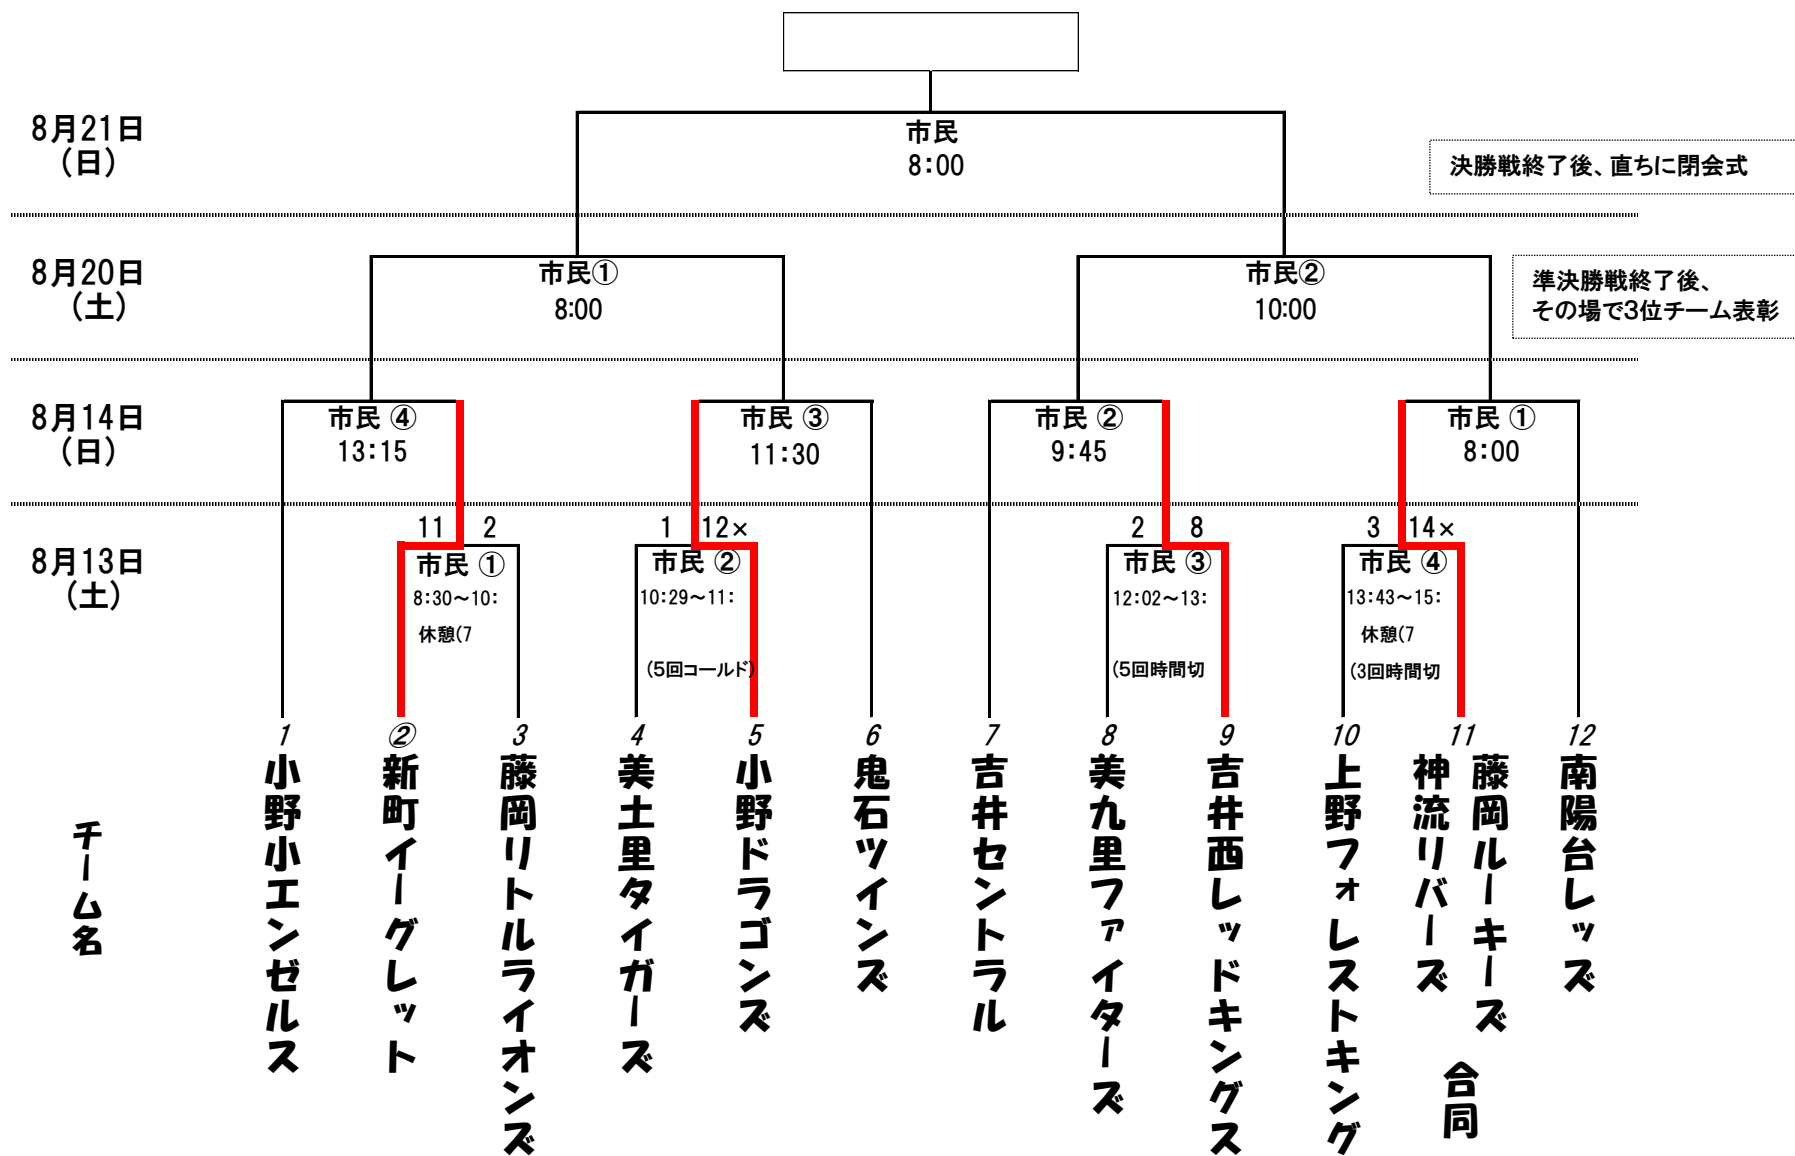 8月21日
（日）
市民
8：00
決勝戦終了後、直ちに閉会式
8月20日
（土）
市民①
8:00
市民②
10:00
準決勝戦終了後、
その場で3位チーム表彰
8月14日
（日）
市民 ④
13：15
市民 ③
11：30
市民 ②
9：45
市民 ①
8：00
8月13日
（土）
11 2
市民 ①
8：30～10：
休憩(7
1 12×
市民 ②
10：29～11：
(5回コールド)
2 8
市民 ③
12：02～13：
(5回時間切
3 14×
市民 ④
13：43～15：
休憩(7
(3回時間切
チーム名
1
小野小エンゼルス
②
新町イーグレット
3
藤岡リトルライオンズ
4
美土里タイガーズ
5
小野ドラゴンズ
6
鬼石ツインズ
7
吉井セントラル
8
美九里ファイターズ
9
吉井西レッドキングス
10
上野フォレストキング
11
藤岡ルーキーズ
神流リバーズ
合同
12
南陽台レッズ